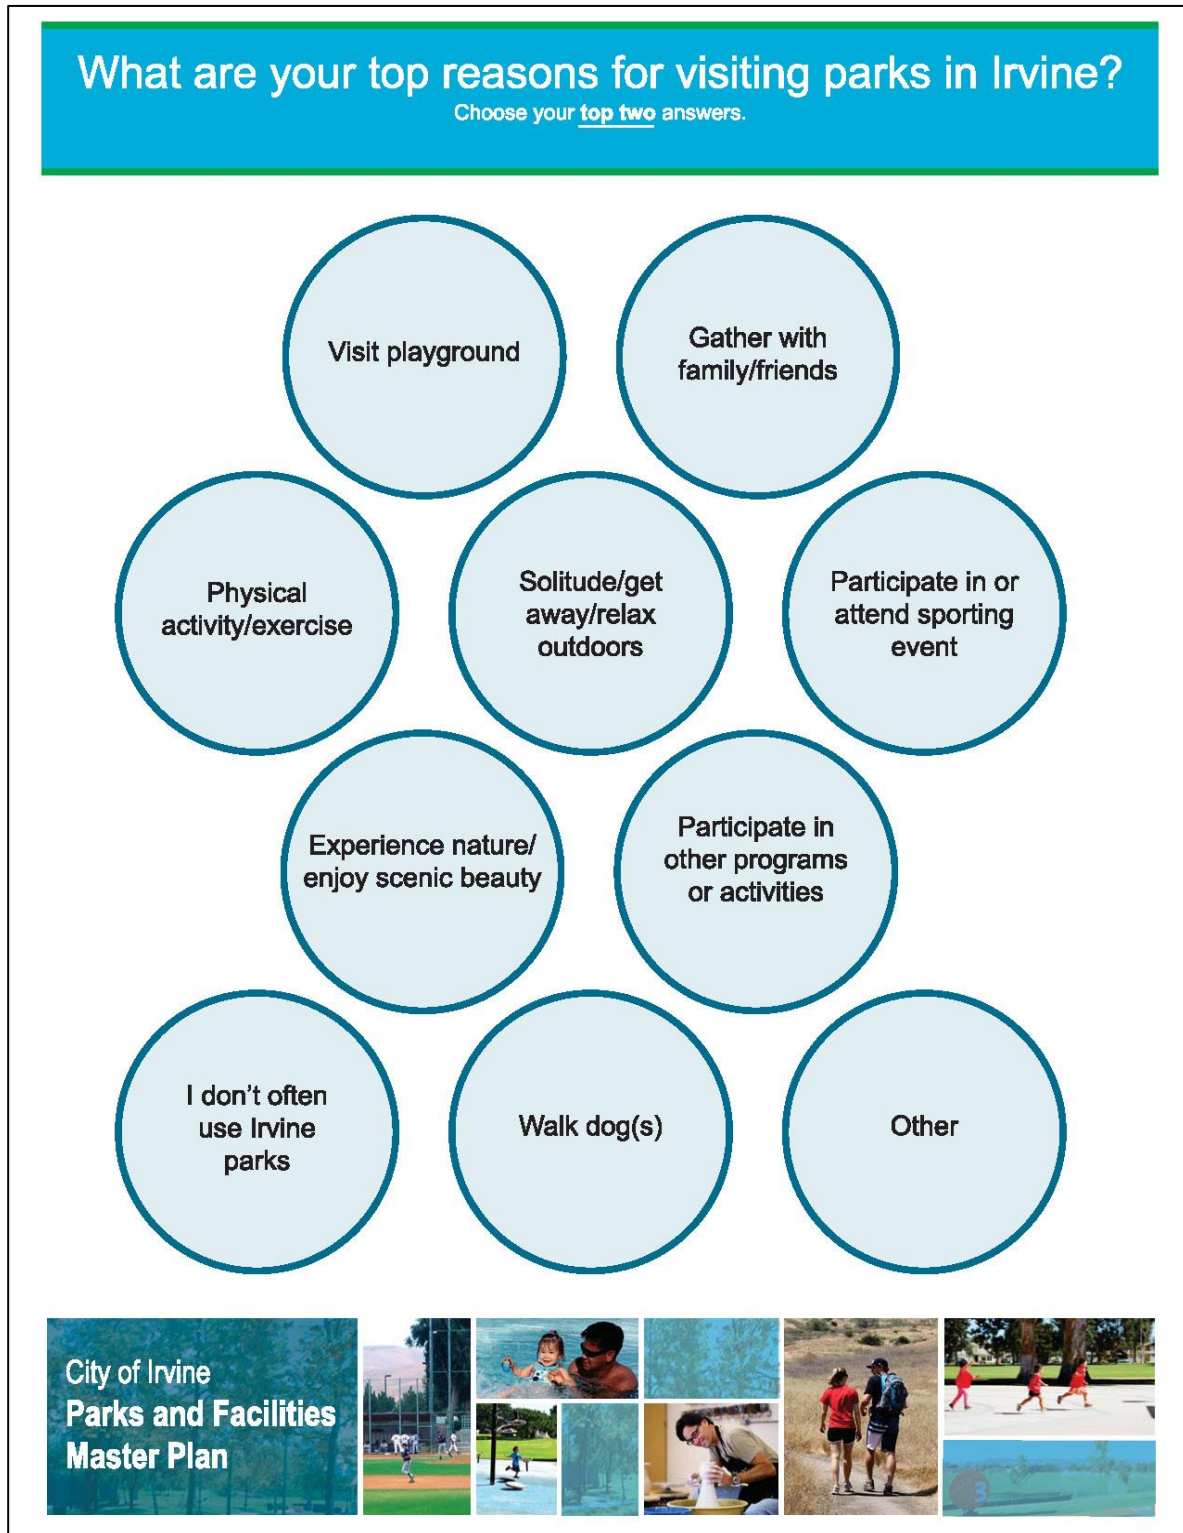 What are your top reasons for visiting parks in Irvine?
Choose your top two answers.
Visit playground
Gather with
family/friends
Physical
activity/exercise
Solitude/get
away/relax
outdoors
Participate in or
attend sporting
event
Experience nature/
enjoy scenic beauty
Participate in
other programs
or activities
I don't often
use Irvine
parks
Walk dog(s)
Other
City of Irvine
Parks and Facilities
Master Plan
3